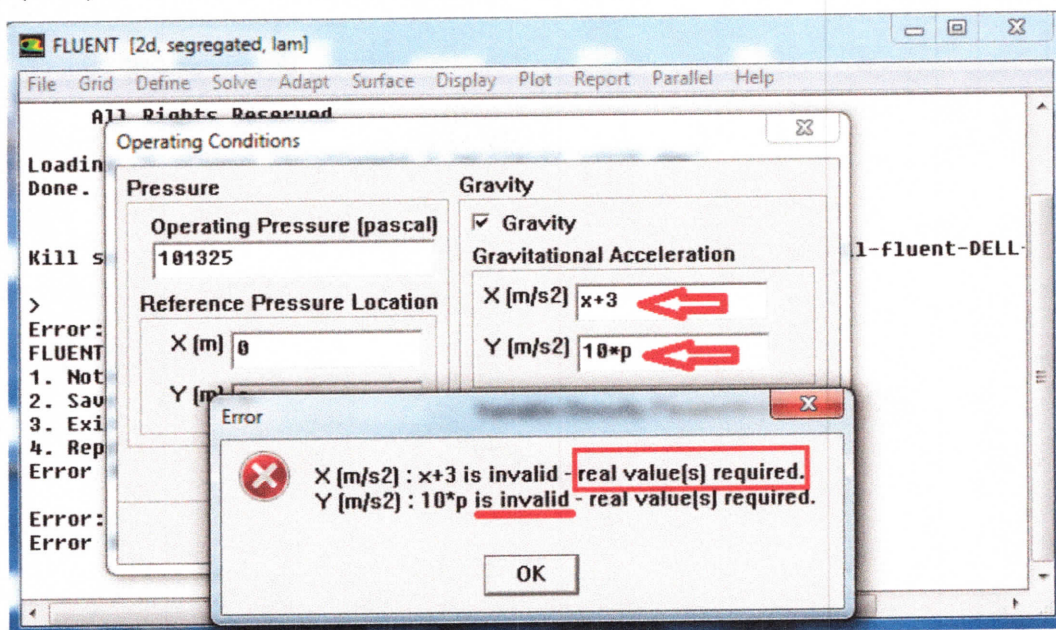 FLUENT [2d, segregated, lam]
File Grid Define Solve Adapt Surface Display Plot Report Parallel Help
All Rights Reserved
Operating Conditions
Loadin
Done.
Pressure
Gravity
Operating Pressure (pascal)
Gravity
101325
Gravitational Acceleration
Kill s
l-fluent-DELL-
X (m/s2) x+3
>
Reference Pressure Location
Error:
X (m) 0
Y (m/s2) 10*p
FLUENT
1. Not
2. Sav
Y (m)
3. Exi
Error
4. Rep
Error
X (m/s2) : x+3 is invalid - real value(s) required.
Y (m/s2) : 10*p is invalid - real value(s) required.
Error:
Error
OK